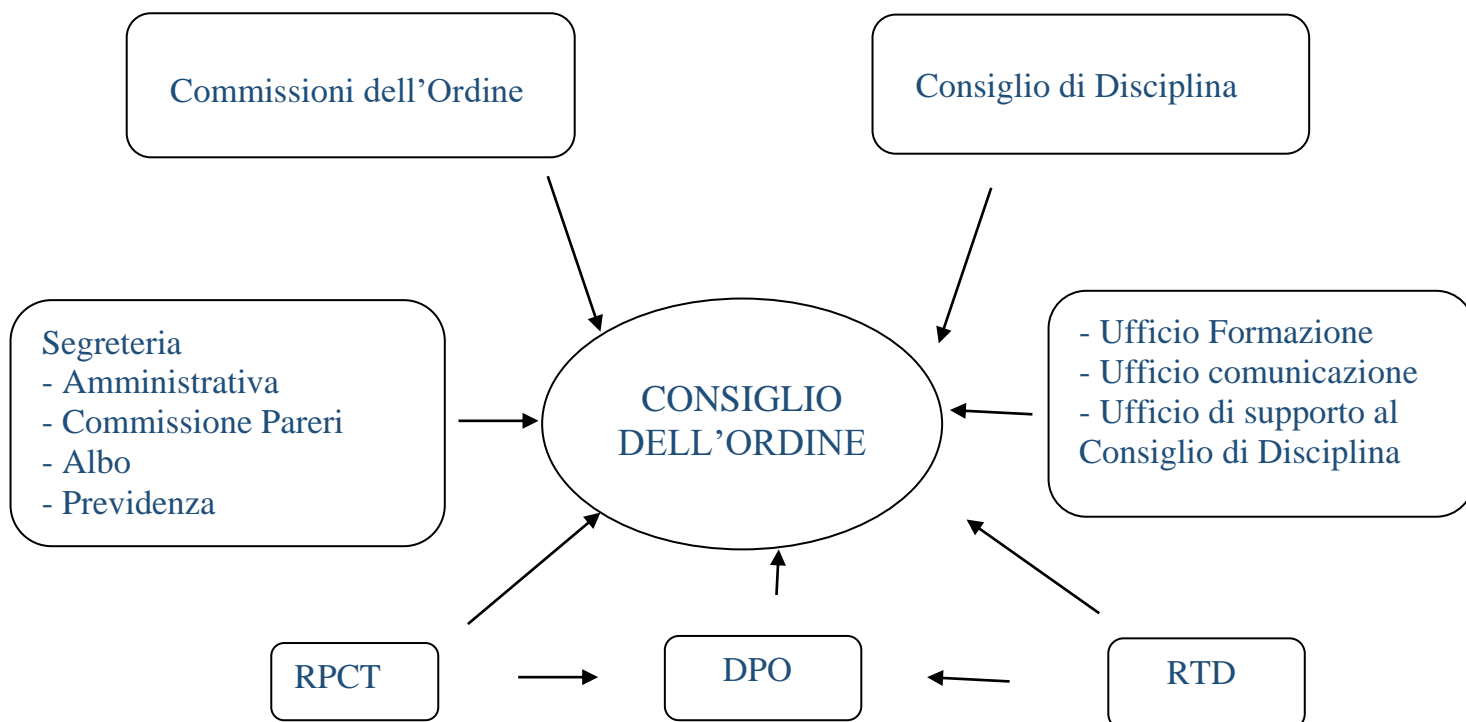 Commissioni dell’Ordine
Consiglio di Disciplina
Segreteria
- Amministrativa
- Commissione Pareri
- Albo
- Previdenza
CONSIGLIO
DELL’ORDINE
- Ufficio Formazione
- Ufficio comunicazione
- Ufficio di supporto al
Consiglio di Disciplina
RPCT
DPO
RTD